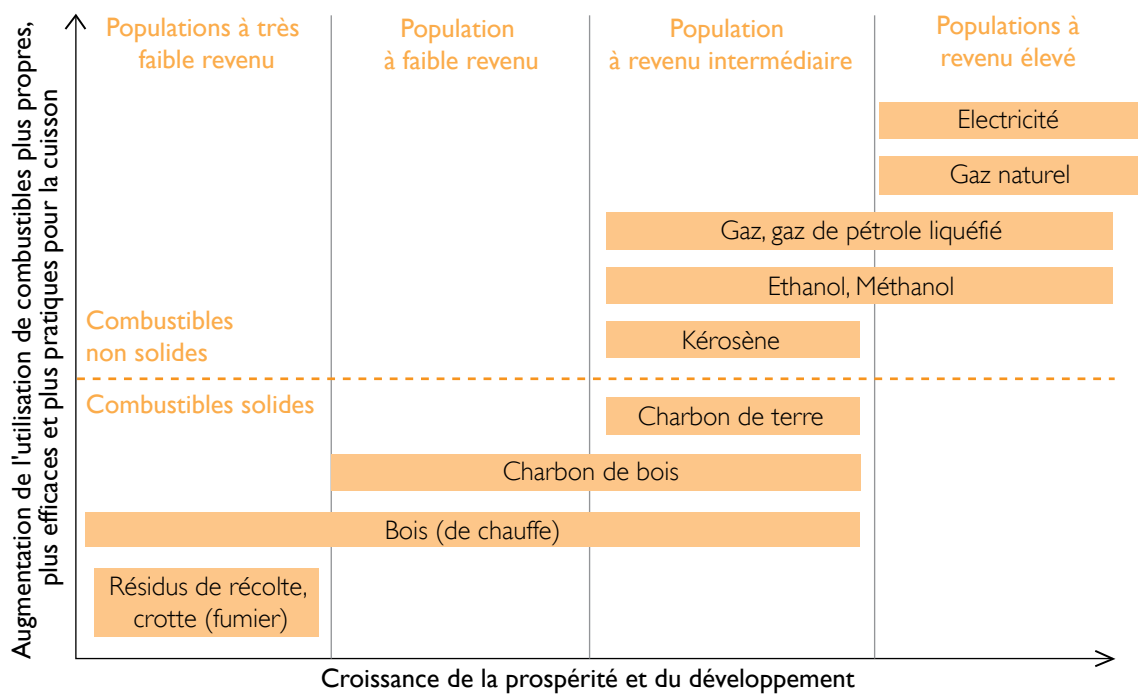 Augmentation de l'utilisation de combustibles plus propres,
plus efficaces et plus pratiques pour la cuisson
Populations à très
faible revenu
Population
à faible revenu
Population
à revenu intermédiaire
Populations à
revenu élevé
Electricité
Gaz naturel
Gaz, gaz de pétrole liquéfié
Ethanol, Méthanol
Combustibles
non solides
Kérosène
Combustibles solides
Charbon de terre
Charbon de bois
Bois (de chauffe)
Résidus de récolte,
crotte (fumier)
Croissance de la prospérité et du développement